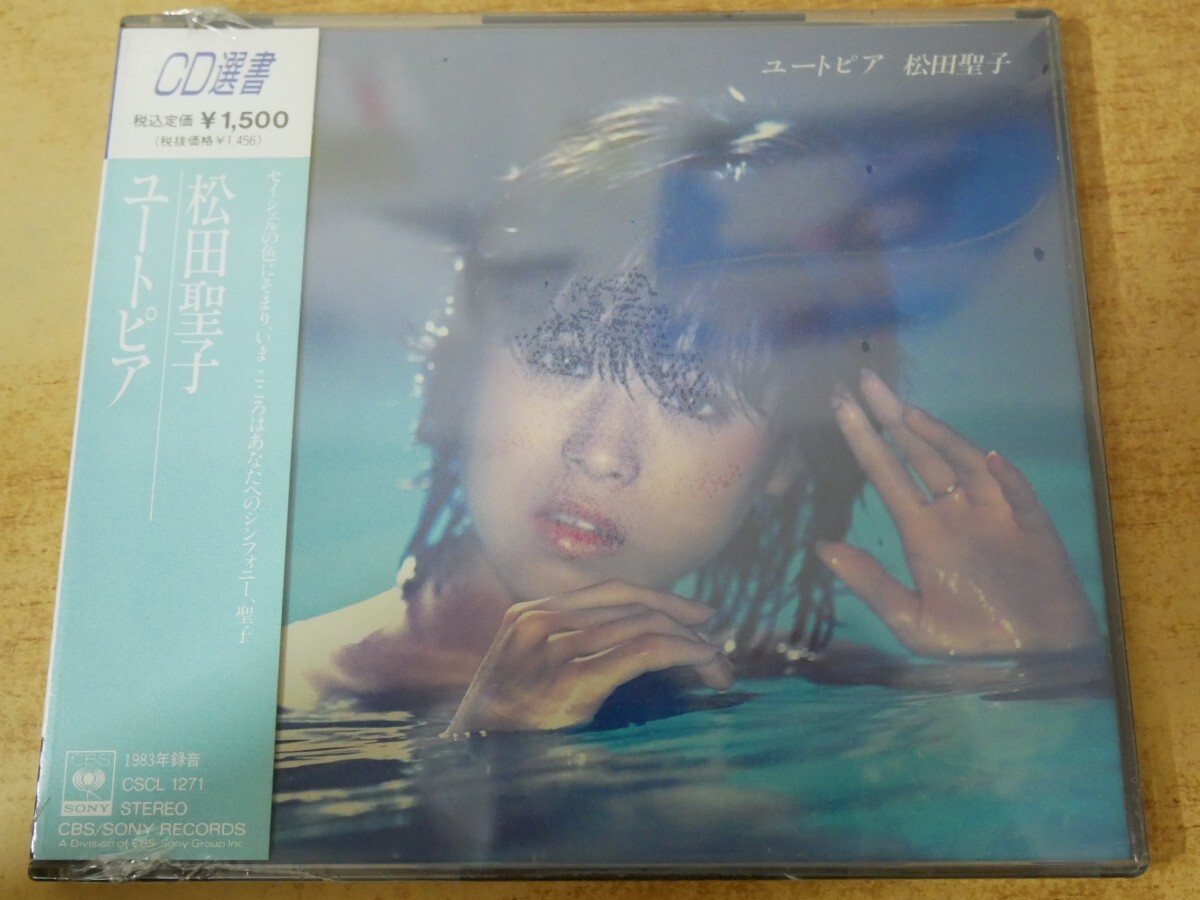 CD選書
税込定価 ¥1,500
(税抜価格¥1,456)
松田聖子
ユートピア
セイシェルの色にそまり、いま こころはあなたへのシンフォニー、聖子
CBS
SONY
1983年録音
CSCL 1271
STEREO
CBS/SONY RECORDS
A Division of CBS/Sony Group Inc.
ユートピア 松田聖子